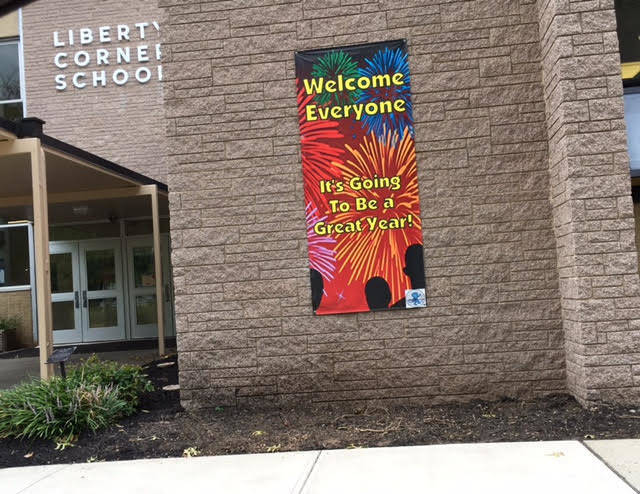 LIBERTY
CORNER
SCHOOL
Welcome
Everyone
It's Going
To Be a
Great Year!